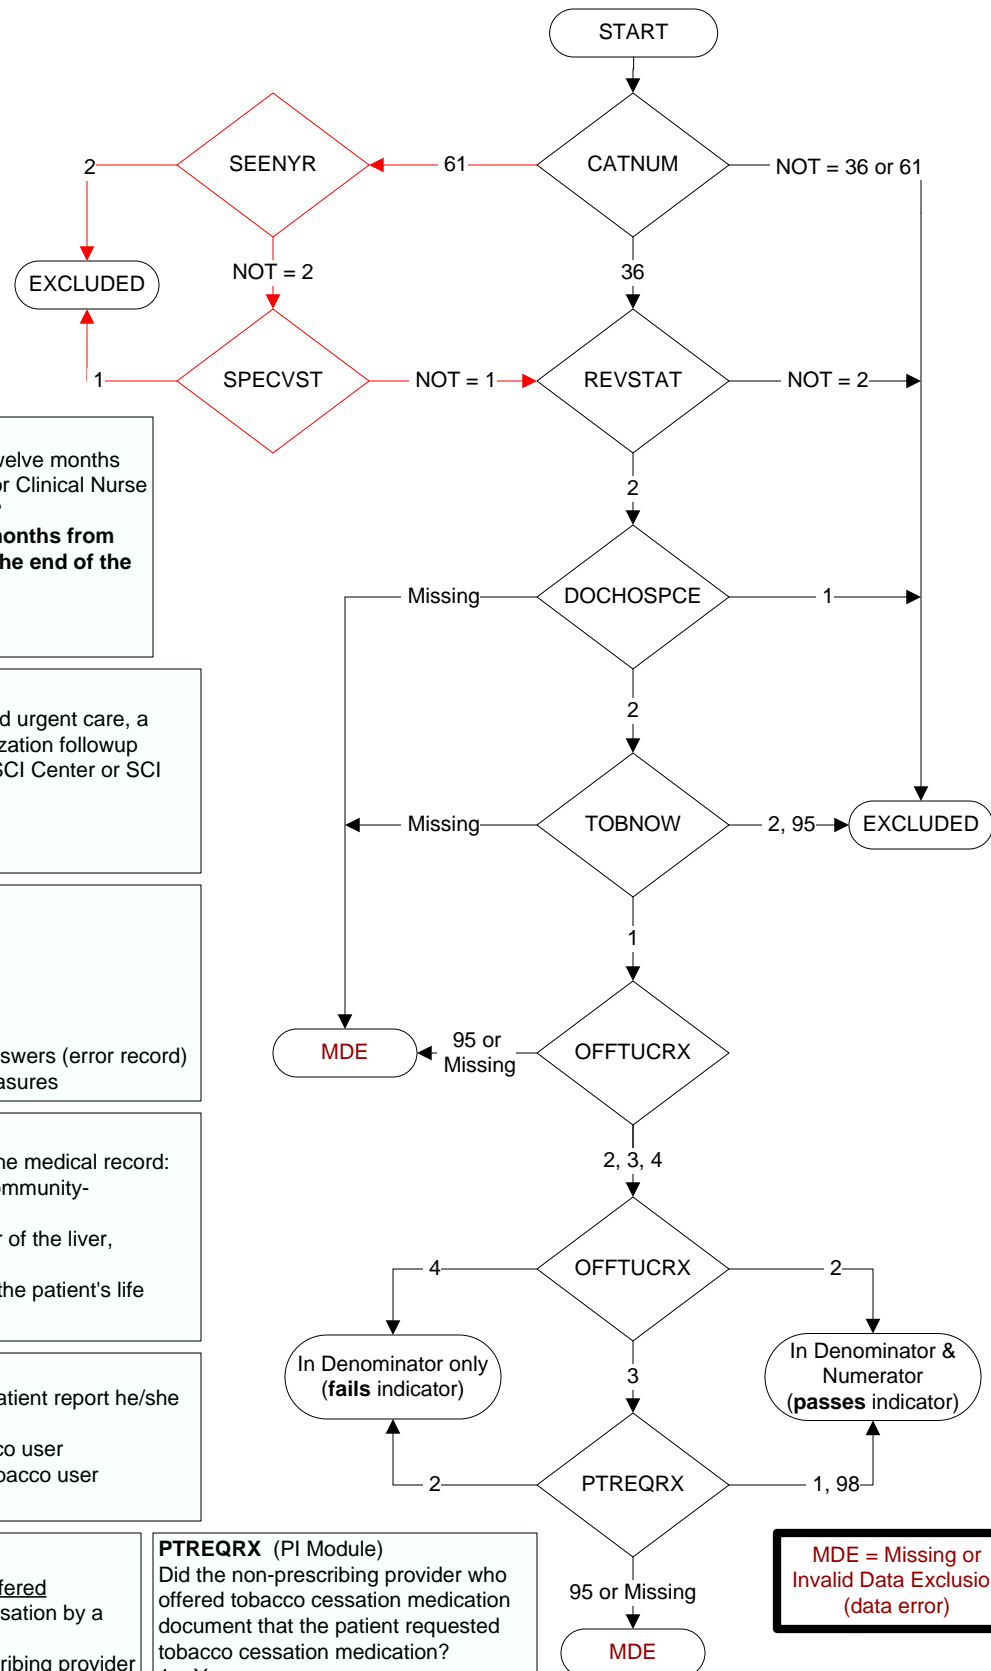 START
SEENYR
CATNUM
2
61
NOT = 36 or 61
EXCLUDED
NOT = 2
36
SPECVST
REVSTAT
1
NOT = 1
NOT = 2
2
welve months
or Clinical Nurse
nonths from
he end of the
DOCHOSPCE
Missing
1
2
d urgent care, a
zation followup
SCI Center or SCI
TOBNOW
Missing
2, 95
EXCLUDED
1
swers (error record)
asures
MDE
95 or
Missing
OFFTUCRX
2, 3, 4
he medical record:
ommunity-
r of the liver,
the patient's life
OFFTUCRX
4
2
In Denominator only
(fails indicator)
In Denominator &
Numerator
(passes indicator)
3
atient report he/she
co user
bacco user
PTREQRX
2
1, 98
fered
sation by a
ribing provider
PTREQRX (PI Module)
Did the non-prescribing provider who
offered tobacco cessation medication
document that the patient requested
tobacco cessation medication?
95 or Missing
MDE
MDE = Missing or
Invalid Data Exclusio
(data error)